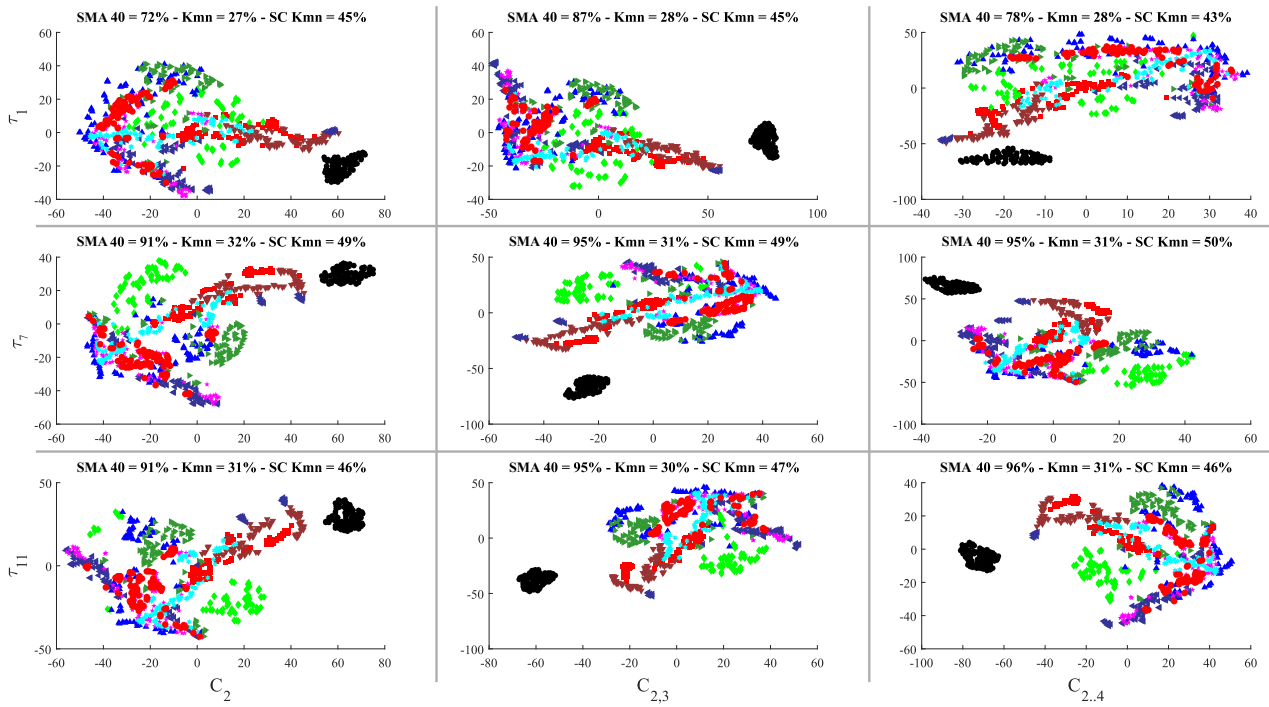 SMA 40 = 72% - Kmn = 27% - SC Kmn = 45%
60
40
20
0
-20
-40
τ1
-60 -40 -20 0 20 40 60 80 100
SMA 40 = 87% - Kmn = 28% - SC Kmn = 45%
60
40
20
0
-20
-40
-50 0 50 100
SMA 40 = 78% - Kmn = 28% - SC Kmn = 43%
50
0
-50
-100
-40 -30 -20 -10 0 10 20 30 40
SMA 40 = 91% - Kmn = 32% - SC Kmn = 49%
60
40
20
0
-20
-40
-60
τ7
-60 -40 -20 0 20 40 60 80 100
SMA 40 = 95% - Kmn = 31% - SC Kmn = 49%
50
0
-50
-100
-60 -40 -20 0 20 40 60
SMA 40 = 95% - Kmn = 31% - SC Kmn = 50%
100
50
0
-50
-100
-40 -20 0 20 40 60
SMA 40 = 91% - Kmn = 31% - SC Kmn = 46%
50
0
-50
τ11
-60 -40 -20 0 20 40 60 80 100
C2
SMA 40 = 95% - Kmn = 30% - SC Kmn = 47%
50
0
-50
-100
-80 -60 -40 -20 0 20 40 60
C2,3
SMA 40 = 96% - Kmn = 31% - SC Kmn = 46%
40
20
0
-20
-40
-60
-100 -80 -60 -40 -20 0 20 40 60
C2..4